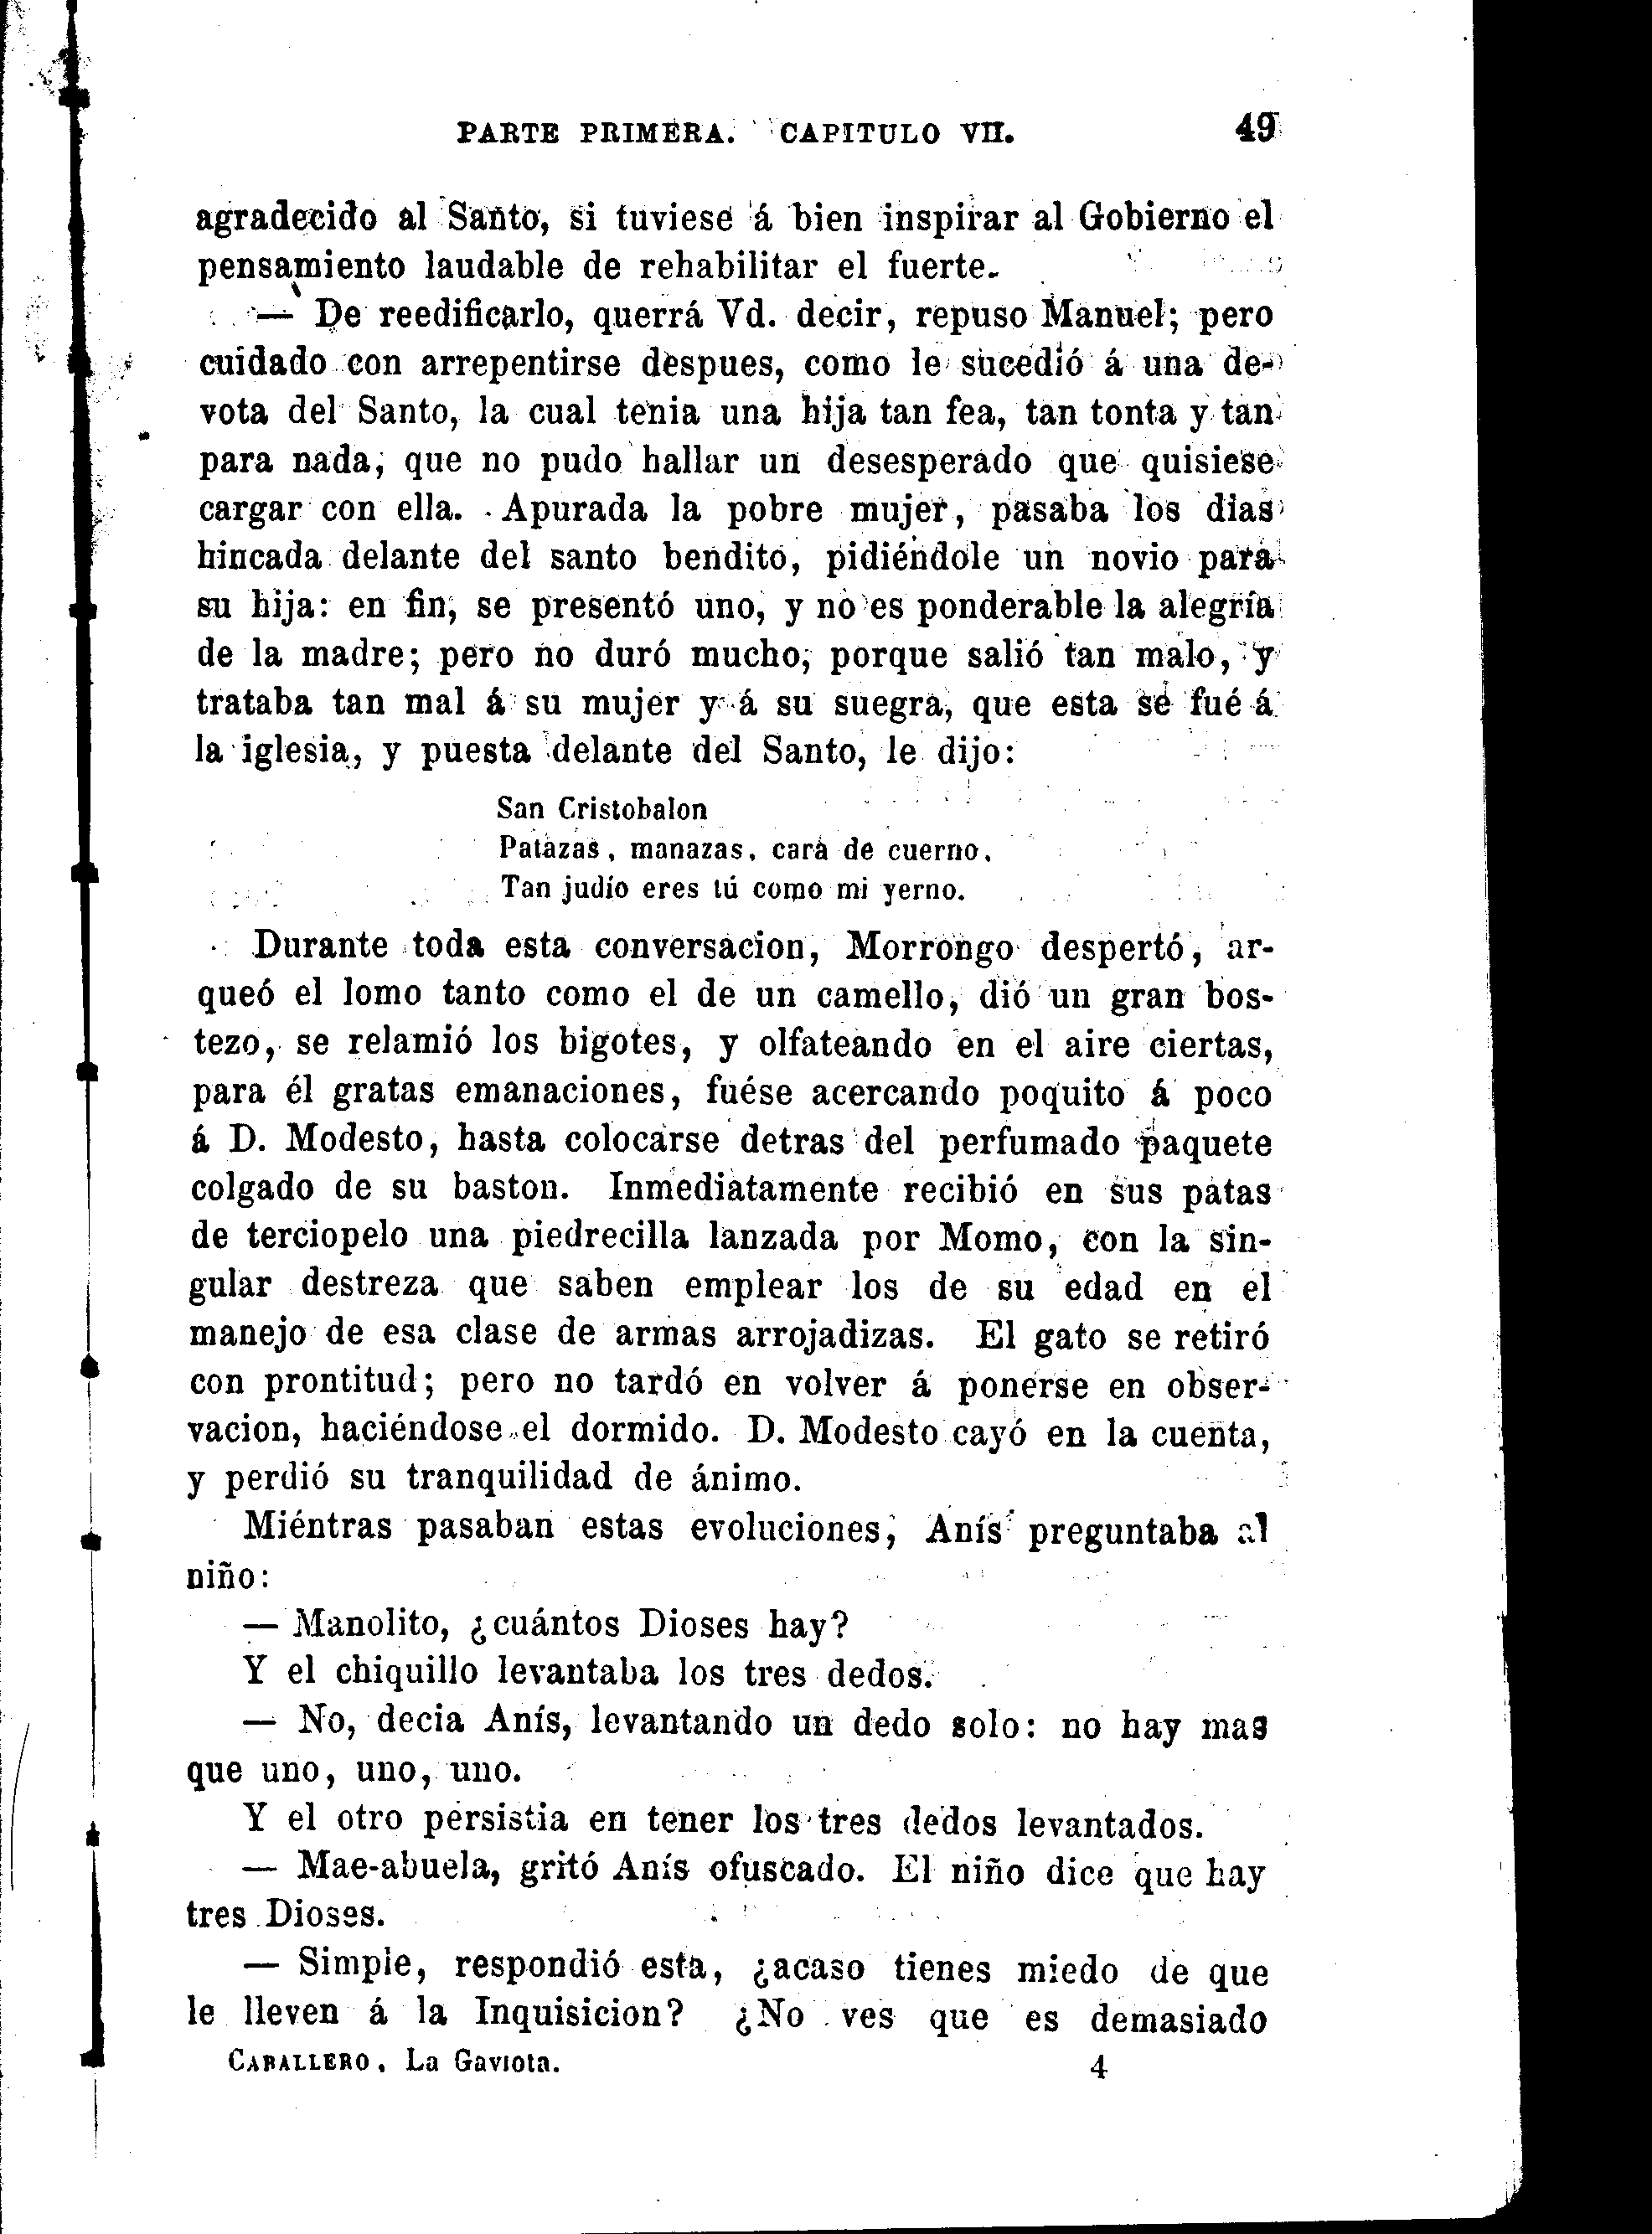 PARTE PRIMERA. CAPITULO VII. 49
agradecido al Santo, si tuviese á bien inspirar al Gobierno el
pensamiento laudable de rehabilitar el fuerte.
— De reedificarlo, querrá Vd. decir, repuso Manuel; pero
cuidado con arrepentirse despues, como le sucedió á una de-
vota del Santo, la cual tenia una hija tan fea, tan tonta y tan
para nada, que no pudo hallar un desesperado que quisiese
cargar con ella. Apurada la pobre mujer, pasaba los dias
hincada delante del santo bendito, pidiéndole un novio para
su hija: en fin, se presentó uno, y no es ponderable la alegría
de la madre; pero no duró mucho, porque salió tan malo, y
trataba tan mal á su mujer y á su suegra, que esta se fué á
la iglesia, y puesta delante del Santo, le dijo:
San Cristobalon
Patazas, manazas, cara de cuerno,
Tan judío eres tú como mi yerno.
Durante toda esta conversacion, Morrongo despertó, ar-
queó el lomo tanto como el de un camello, dió un gran bos-
tezo, se relamió los bigotes, y olfateando en el aire ciertas,
para él gratas emanaciones, fuése acercando poquito á poco
á D. Modesto, hasta colocarse detras del perfumado paquete
colgado de su baston. Inmediatamente recibió en sus patas
de terciopelo una piedrecilla lanzada por Momo, con la sin-
gular destreza que saben emplear los de su edad en el
manejo de esa clase de armas arrojadizas. El gato se retiró
con prontitud; pero no tardó en volver á ponerse en obser-
vacion, haciéndose el dormido. D. Modesto cayó en la cuenta,
y perdió su tranquilidad de ánimo.
Miéntras pasaban estas evoluciones, Anís preguntaba al
niño:
— Manolito, ¿cuántos Dioses hay?
Y el chiquillo levantaba los tres dedos.
— No, decia Anís, levantando un dedo solo: no hay mas
que uno, uno, uno.
Y el otro persistia en tener los tres dedos levantados.
— Mae-abuela, gritó Anís ofuscado. El niño dice que hay
tres Dioses.
— Simple, respondió esta, ¿acaso tienes miedo de que
le lleven á la Inquisicion? ¿No ves que es demasiado
CABALLERO, La Gaviota. 4